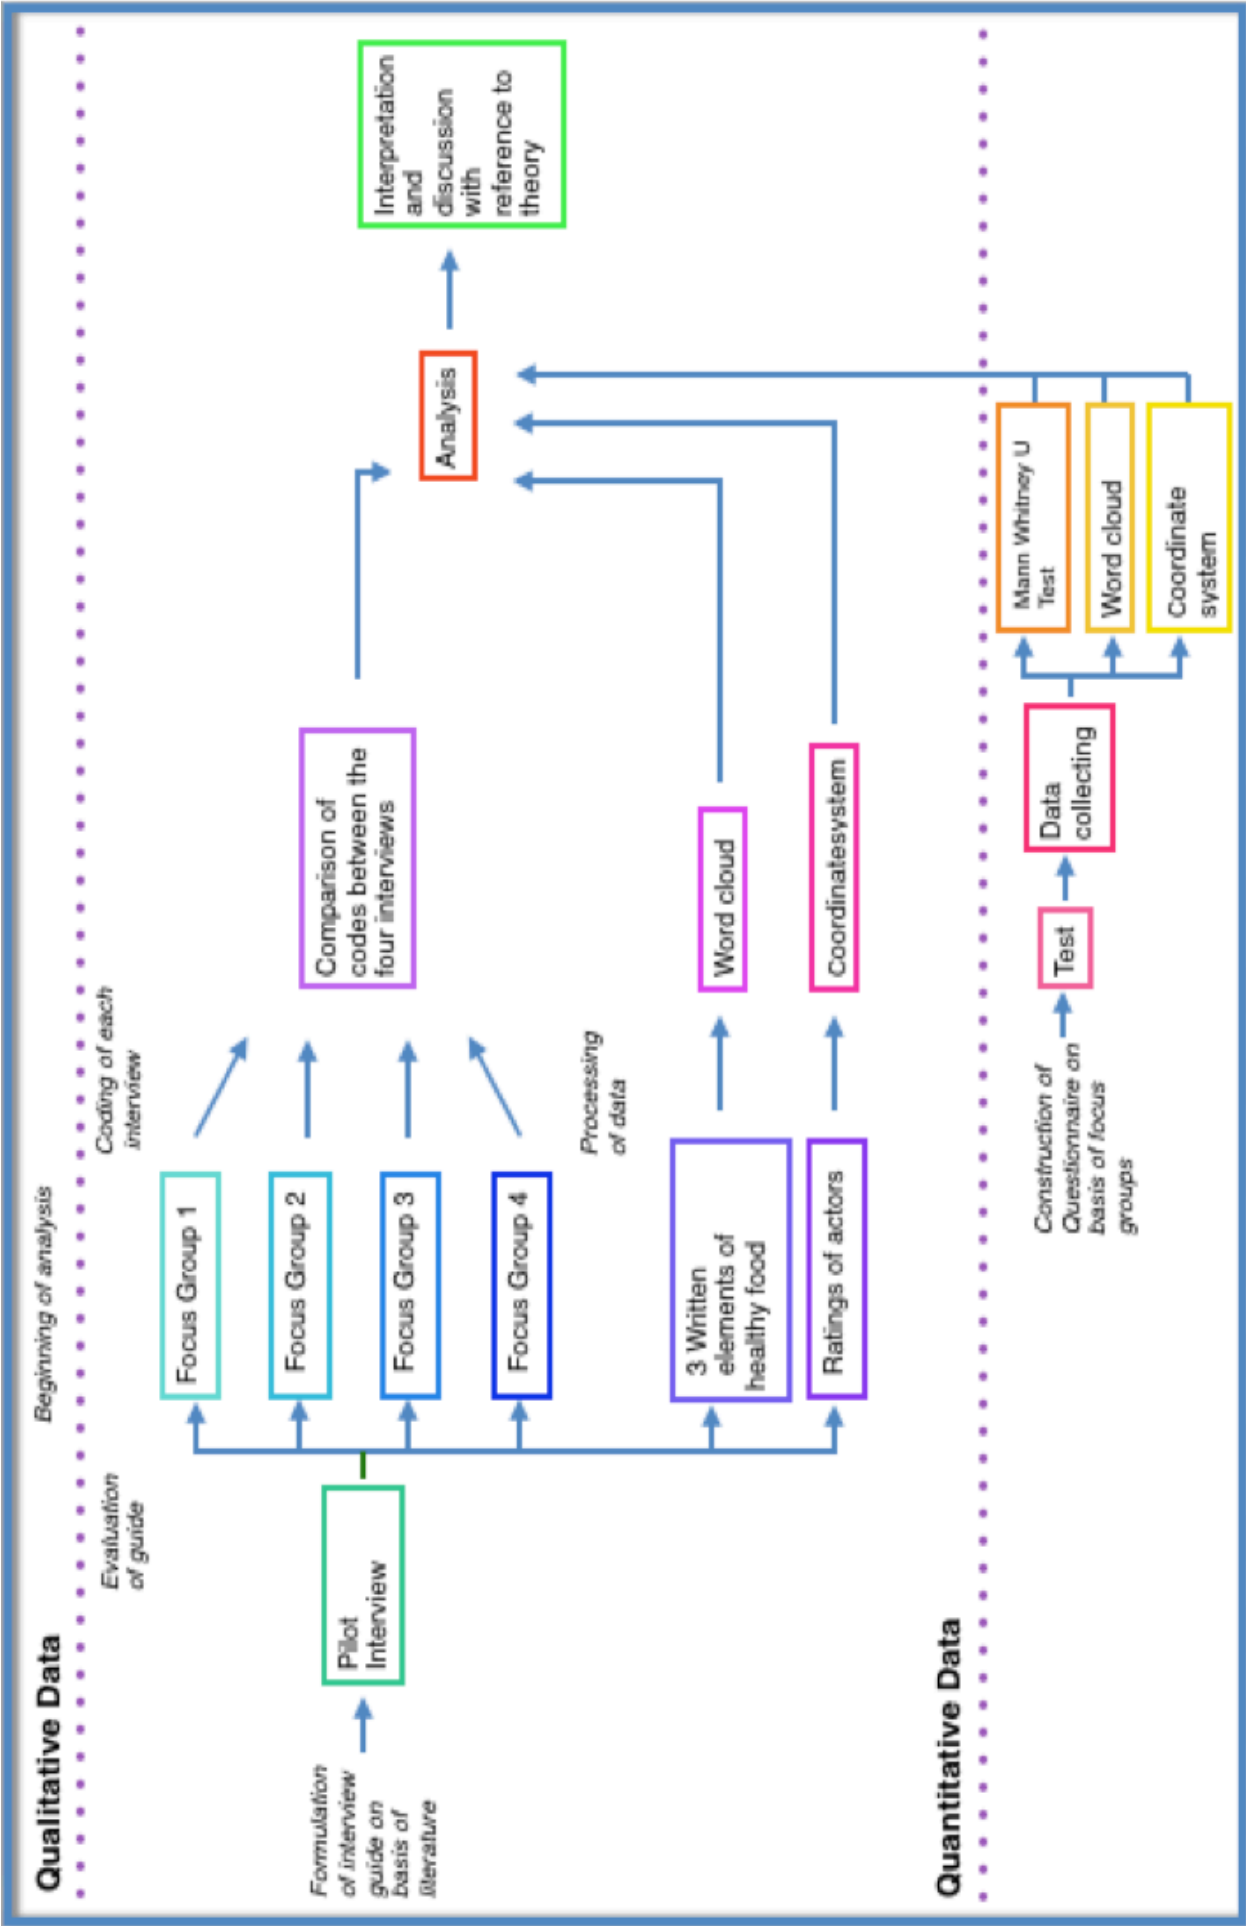 Qualitative Data
Formulation
of interview
guide on
basis of
literature
Pilot
Interview
Evaluation
of guide
Beginning of analysis
Focus Group 1
Focus Group 2
Focus Group 3
Focus Group 4
3 Written
elements of
healthy food
Ratings of actors
Coding of each
interview
Processing
of data
Comparison of
codes between the
four interviews
Word cloud
Coordinatesystem
Analysis
Interpretation
and
discussion
with
reference to
theory
Quantitative Data
Construction of
Questionnaire on
basis of focus
groups
Test
Data
collecting
Mann Whitney U
Test
Word cloud
Coordinate
system